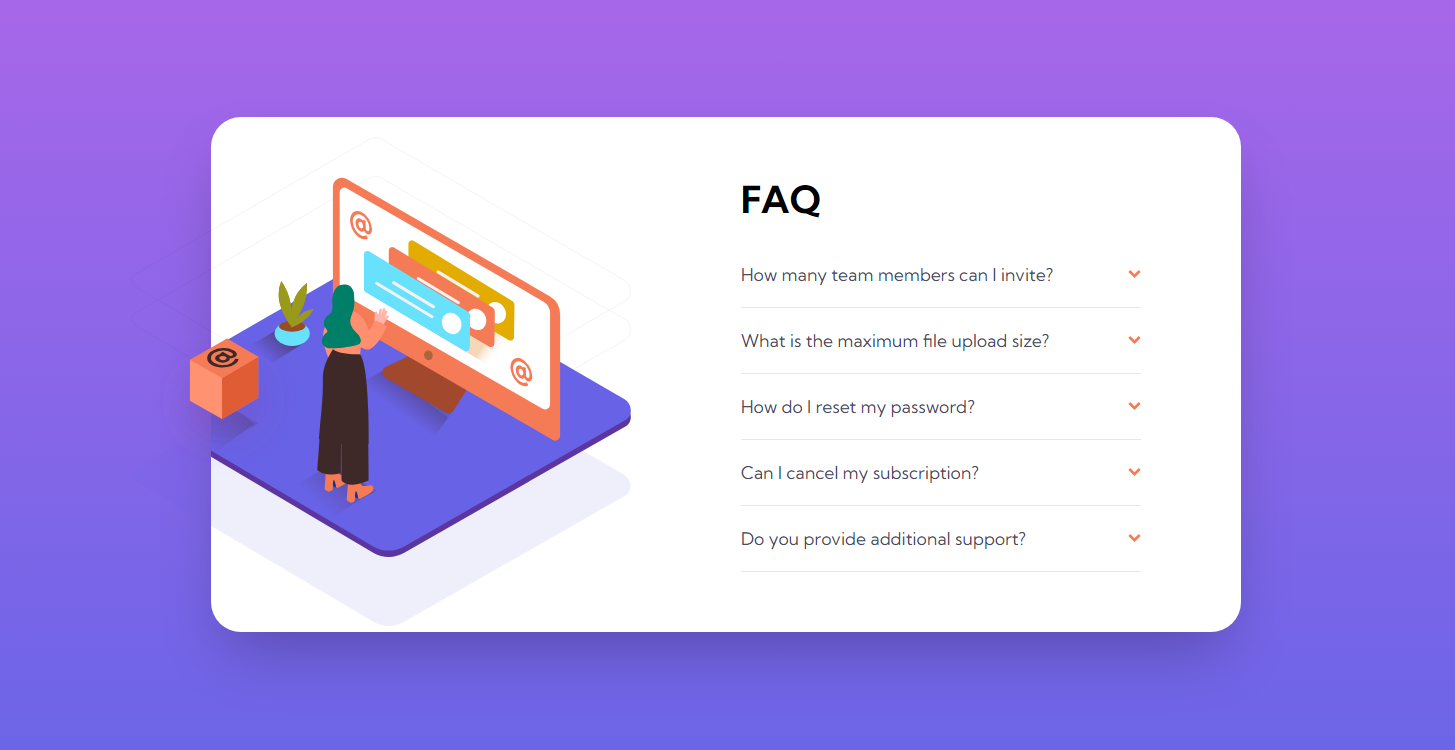 FAQ
How many team members can I invite?
What is the maximum file upload size?
How do I reset my password?
Can I cancel my subscription?
Do you provide additional support?
@
@
@